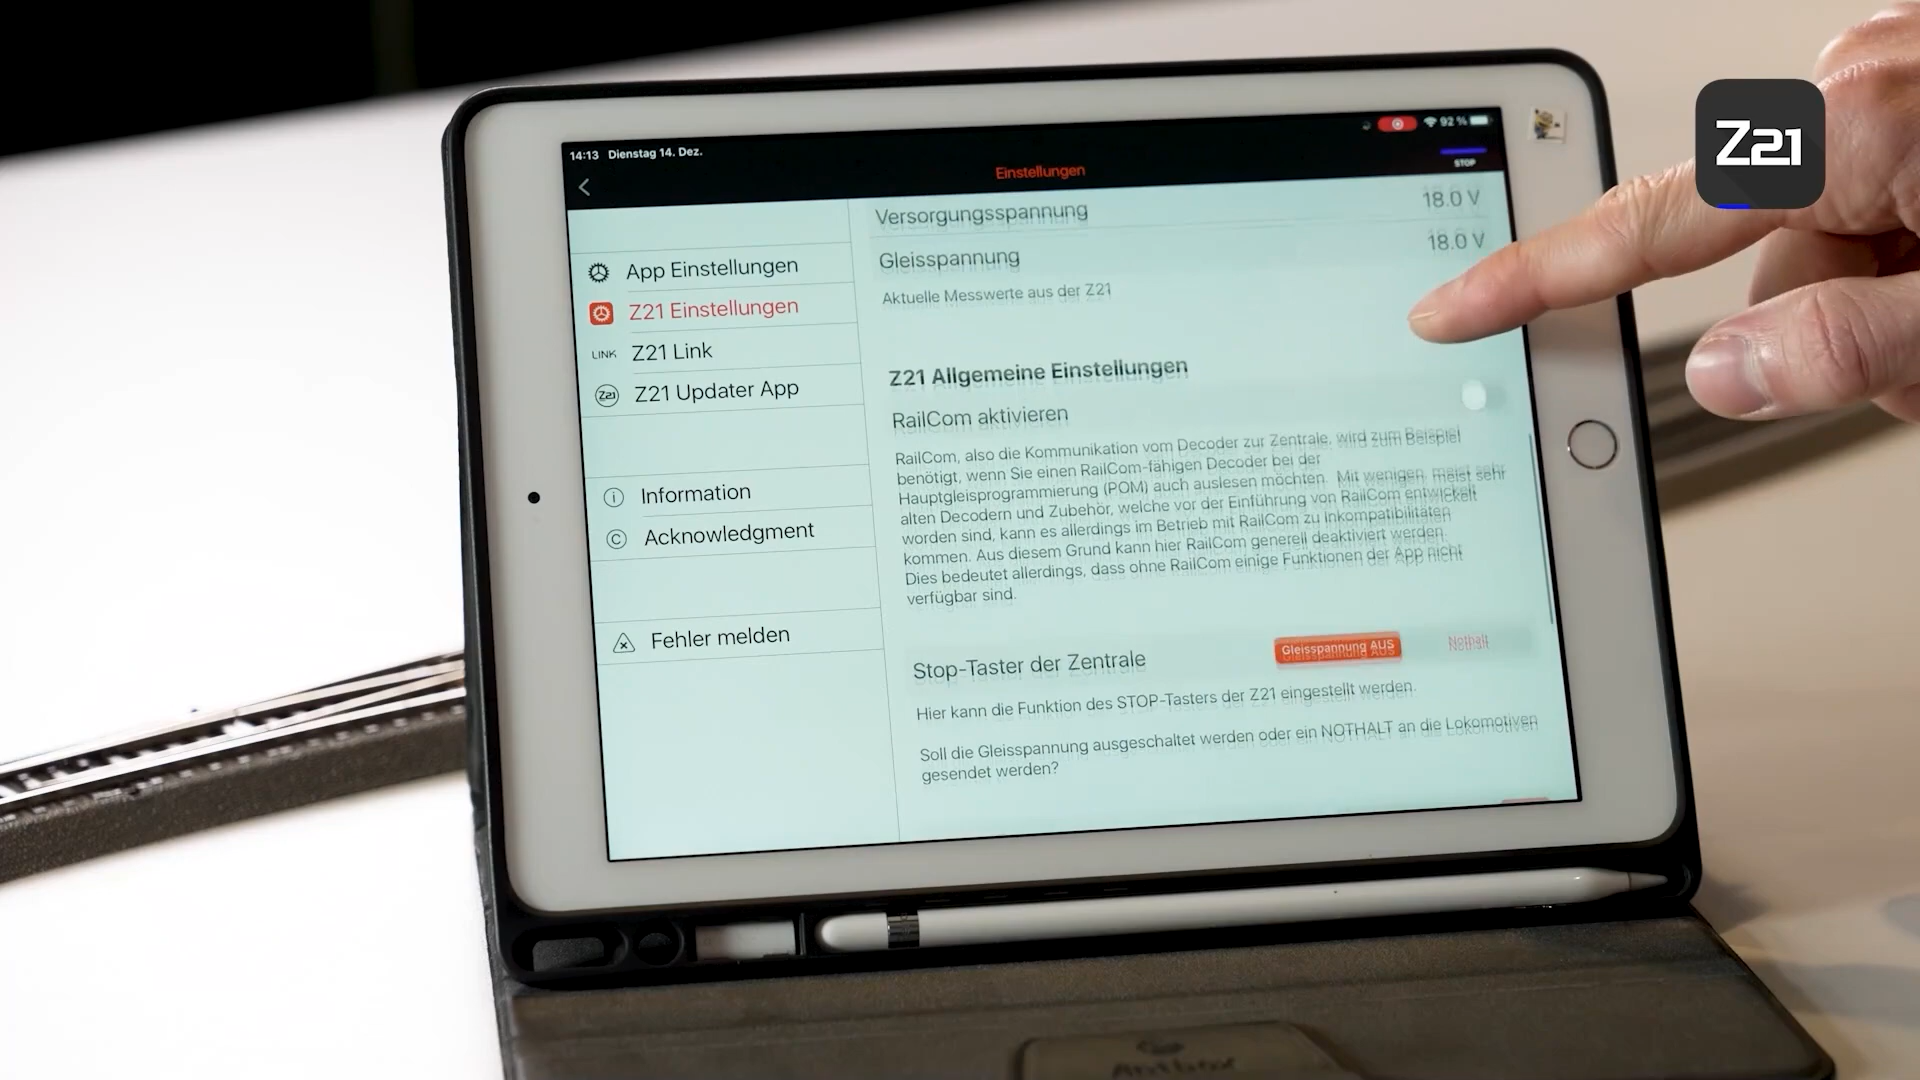 Z21
14:13 Dienstag 14. Dez.
92 %
Einstellungen
STOP
App Einstellungen
Z21 Einstellungen
LINK Z21 Link
Z21 Z21 Updater App
Information
Acknowledgment
Fehler melden
Versorgungsspannung 18.0 V
Gleisspannung 18.0 V
Aktuelle Messwerte aus der Z21
Z21 Allgemeine Einstellungen
RailCom aktivieren
RailCom, also die Kommunikation vom Decoder zur Zentrale, wird zum Beispiel
benötigt, wenn Sie einen RailCom-fähigen Decoder bei der
Hauptgleisprogrammierung (POM) auch auslesen möchten. Mit wenigen, meist sehr
alten Decodern und Zubehör, welche vor der Einführung von RailCom entwickelt
worden sind, kann es allerdings im Betrieb mit RailCom zu Inkompatibilitäten
kommen. Aus diesem Grund kann hier RailCom generell deaktiviert werden.
Dies bedeutet allerdings, dass ohne RailCom einige Funktionen der App nicht
verfügbar sind.
Stop-Taster der Zentrale Gleisspannung AUS Nothalt
Hier kann die Funktion des STOP-Tasters der Z21 eingestellt werden.
Soll die Gleisspannung ausgeschaltet werden oder ein NOTHALT an die Lokomotiven
gesendet werden?